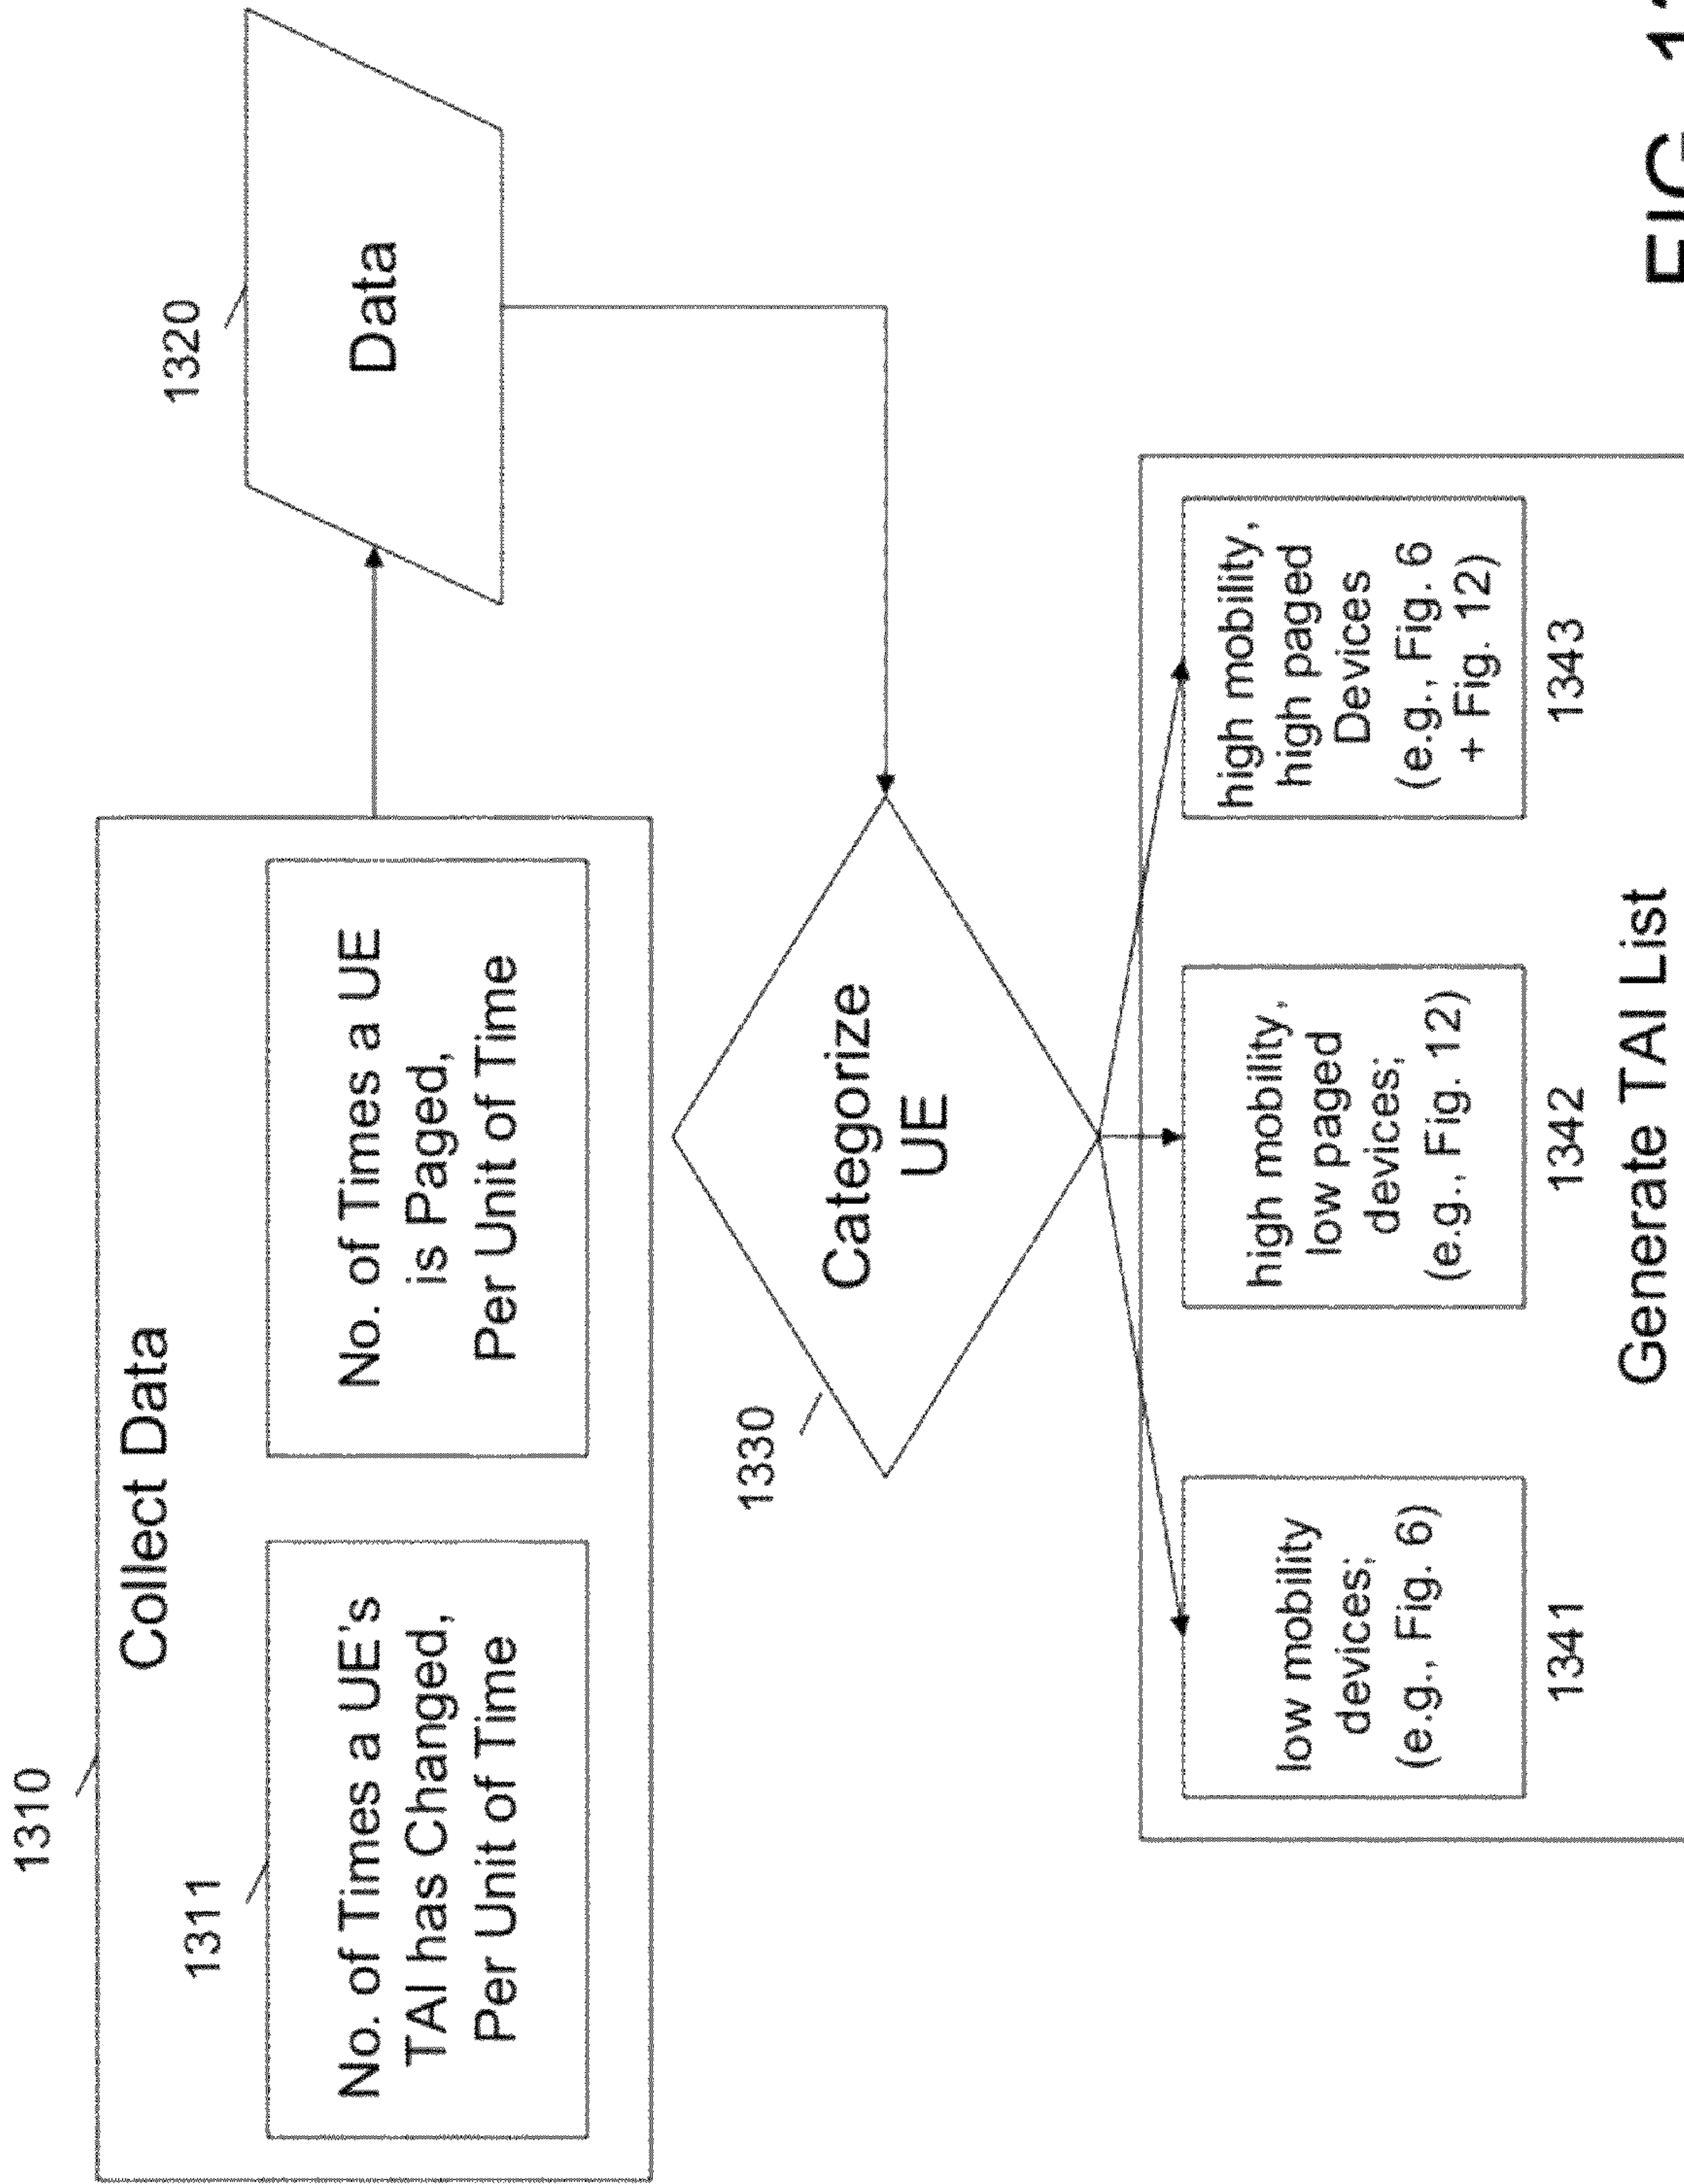 1310
Collect Data
1311
No. of Times a UE's
TAI has Changed,
Per Unit of Time
No. of Times a UE
is Paged,
Per Unit of Time
1320
Data
1330
Categorize
UE
low mobility
devices;
(e.g., Fig. 6)
1341
high mobility,
low paged
devices;
(e.g., Fig. 12)
1342
high mobility,
high paged
Devices
(e.g., Fig. 6
+ Fig. 12)
1343
Generate TAI List
FIG.